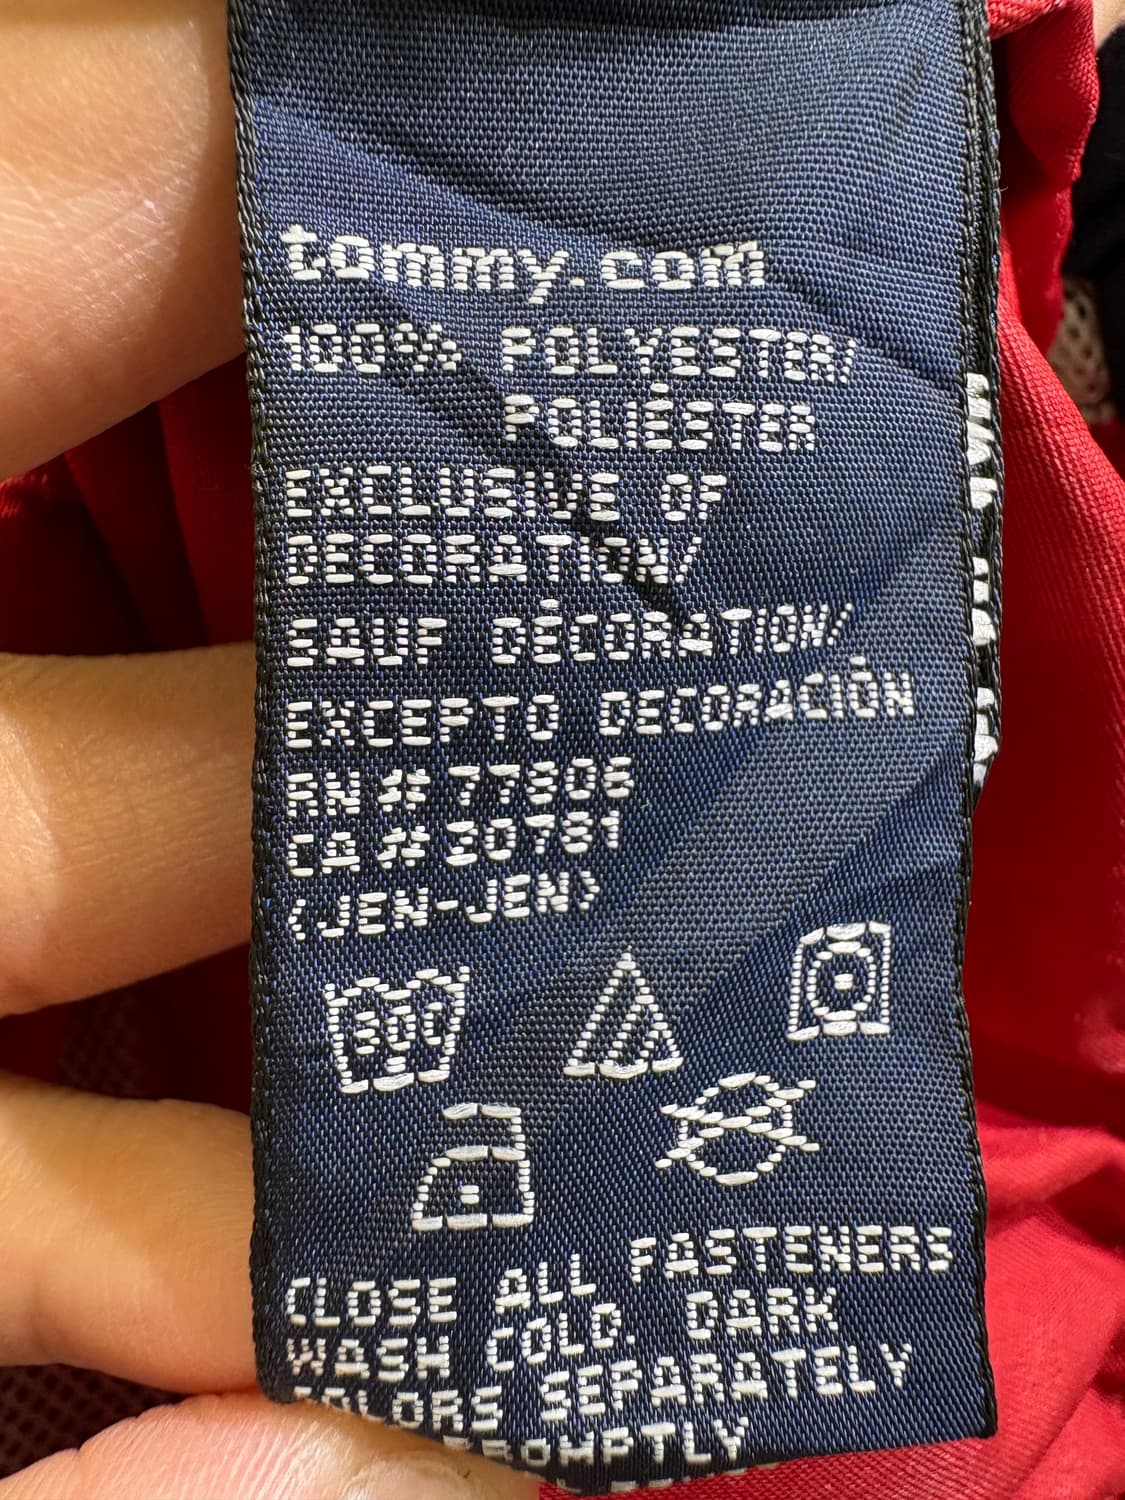 tommy.com
100% POLYESTER/
POLIÉSTER
EXCLUSIVE OF
DECORATION/
SAUF DÉCORATION/
EXCEPTO DECORACIÓN
RN# 77806
CA# 30781
(JEN-JEN)
30C
CLOSE ALL FASTENERS
WASH COLD. DARK
COLORS SEPARATELY
PROMPTLY